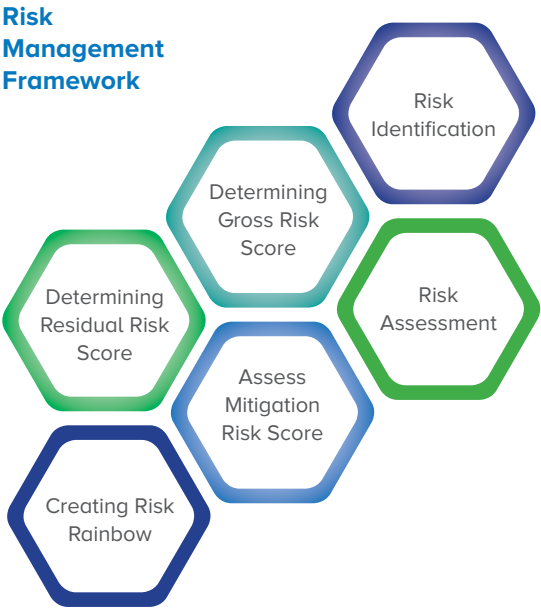 Risk
Management
Framework
Risk
Identification
Determining
Gross Risk
Score
Risk
Assessment
Determining
Residual Risk
Score
Assess
Mitigation
Risk Score
Creating Risk
Rainbow